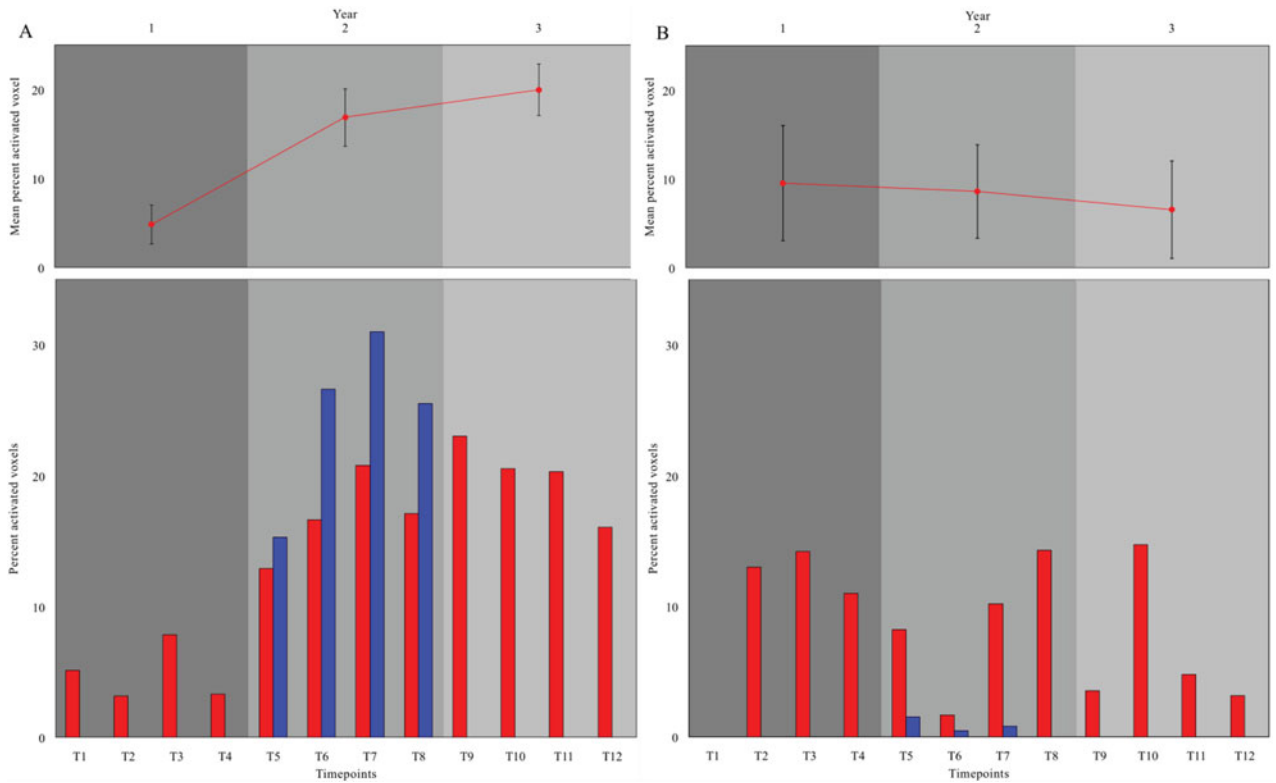 A
Year
1 2 3
Mean percent activated voxel
20
10
0
Percent activated voxels
30
20
10
0
T1 T2 T3 T4 T5 T6 T7 T8 T9 T10 T11 T12
Timepoints
B
Year
1 2 3
Mean percent activated voxel
20
10
0
Percent activated voxels
30
20
10
0
T1 T2 T3 T4 T5 T6 T7 T8 T9 T10 T11 T12
Timepoints